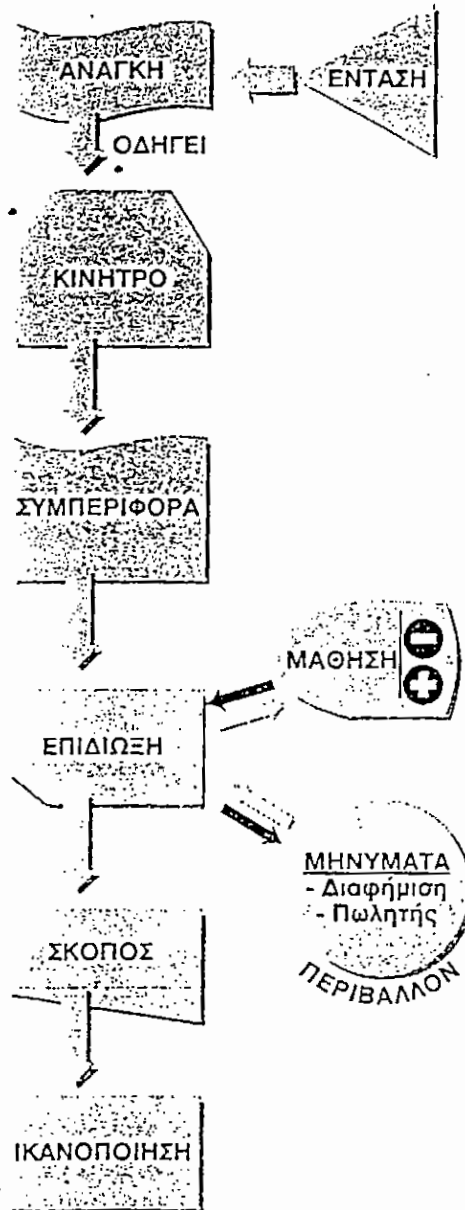 ΑΝΑΓΚΗ
ΕΝΤΑΣΗ
ΟΔΗΓΕΙ
ΚΙΝΗΤΡΟ
ΣΥΜΠΕΡΙΦΟΡΑ
ΜΑΘΗΣΗ
ΕΠΙΔΙΩΞΗ
ΜΗΝΥΜΑΤΑ
- Διαφήμιση
- Πωλητής
ΠΕΡΙΒΑΛΛΟΝ
ΣΚΟΠΟΣ
ΙΚΑΝΟΠΟΙΗΣΗ